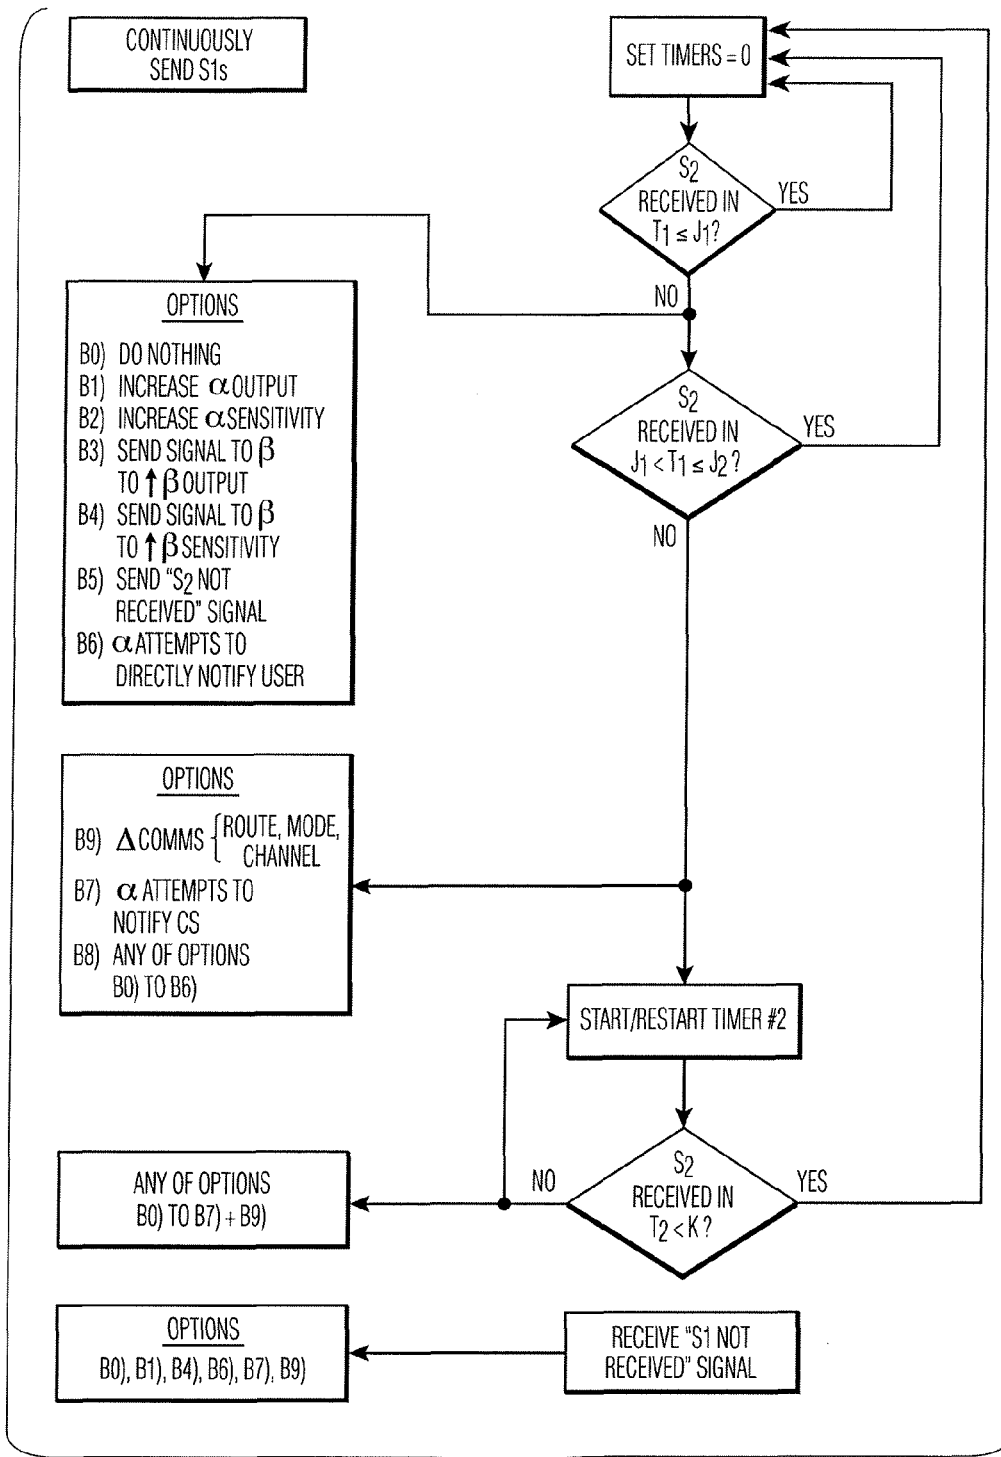 CONTINUOUSLY
SEND S1s
SET TIMERS = 0
S2
RECEIVED IN
T1 ≤ J1?
YES
NO
OPTIONS
B0) DO NOTHING
B1) INCREASE α OUTPUT
B2) INCREASE α SENSITIVITY
B3) SEND SIGNAL TO β
TO ↑ β OUTPUT
B4) SEND SIGNAL TO β
TO ↑ β SENSITIVITY
B5) SEND "S2 NOT
RECEIVED" SIGNAL
B6) α ATTEMPTS TO
DIRECTLY NOTIFY USER
S2
RECEIVED IN
J1 < T1 ≤ J2?
YES
NO
OPTIONS
B9) Δ COMMS { ROUTE, MODE,
CHANNEL
B7) α ATTEMPTS TO
NOTIFY CS
B8) ANY OF OPTIONS
B0) TO B6)
START/RESTART TIMER #2
S2
RECEIVED IN
T2 < K?
NO
YES
ANY OF OPTIONS
B0) TO B7) + B9)
OPTIONS
B0), B1), B4), B6), B7), B9)
RECEIVE "S1 NOT
RECEIVED" SIGNAL